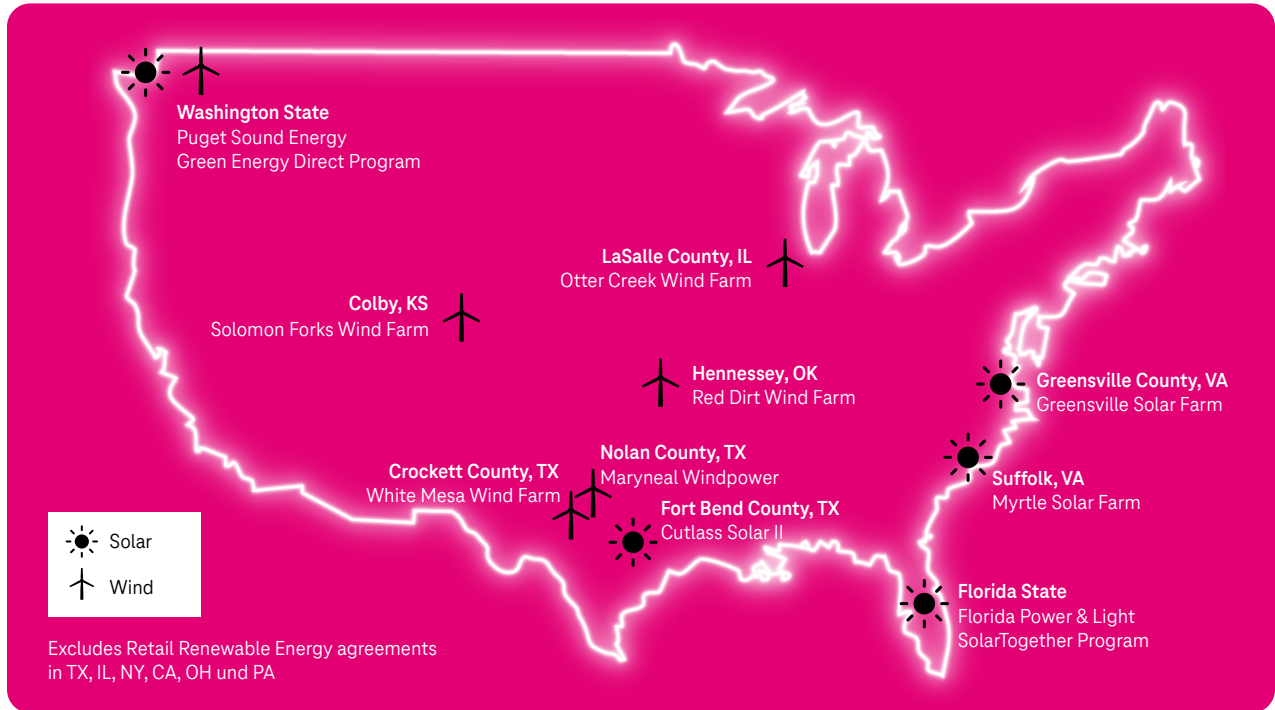 Washington State
Puget Sound Energy
Green Energy Direct Program
LaSalle County, IL
Otter Creek Wind Farm
Colby, KS
Solomon Forks Wind Farm
Hennessey, OK
Red Dirt Wind Farm
Greensville County, VA
Greensville Solar Farm
Nolan County, TX
Maryneal Windpower
Crockett County, TX
White Mesa Wind Farm
Fort Bend County, TX
Cutlass Solar II
Suffolk, VA
Myrtle Solar Farm
Florida State
Florida Power & Light
SolarTogether Program
Solar
Wind
Excludes Retail Renewable Energy agreements
in TX, IL, NY, CA, OH und PA